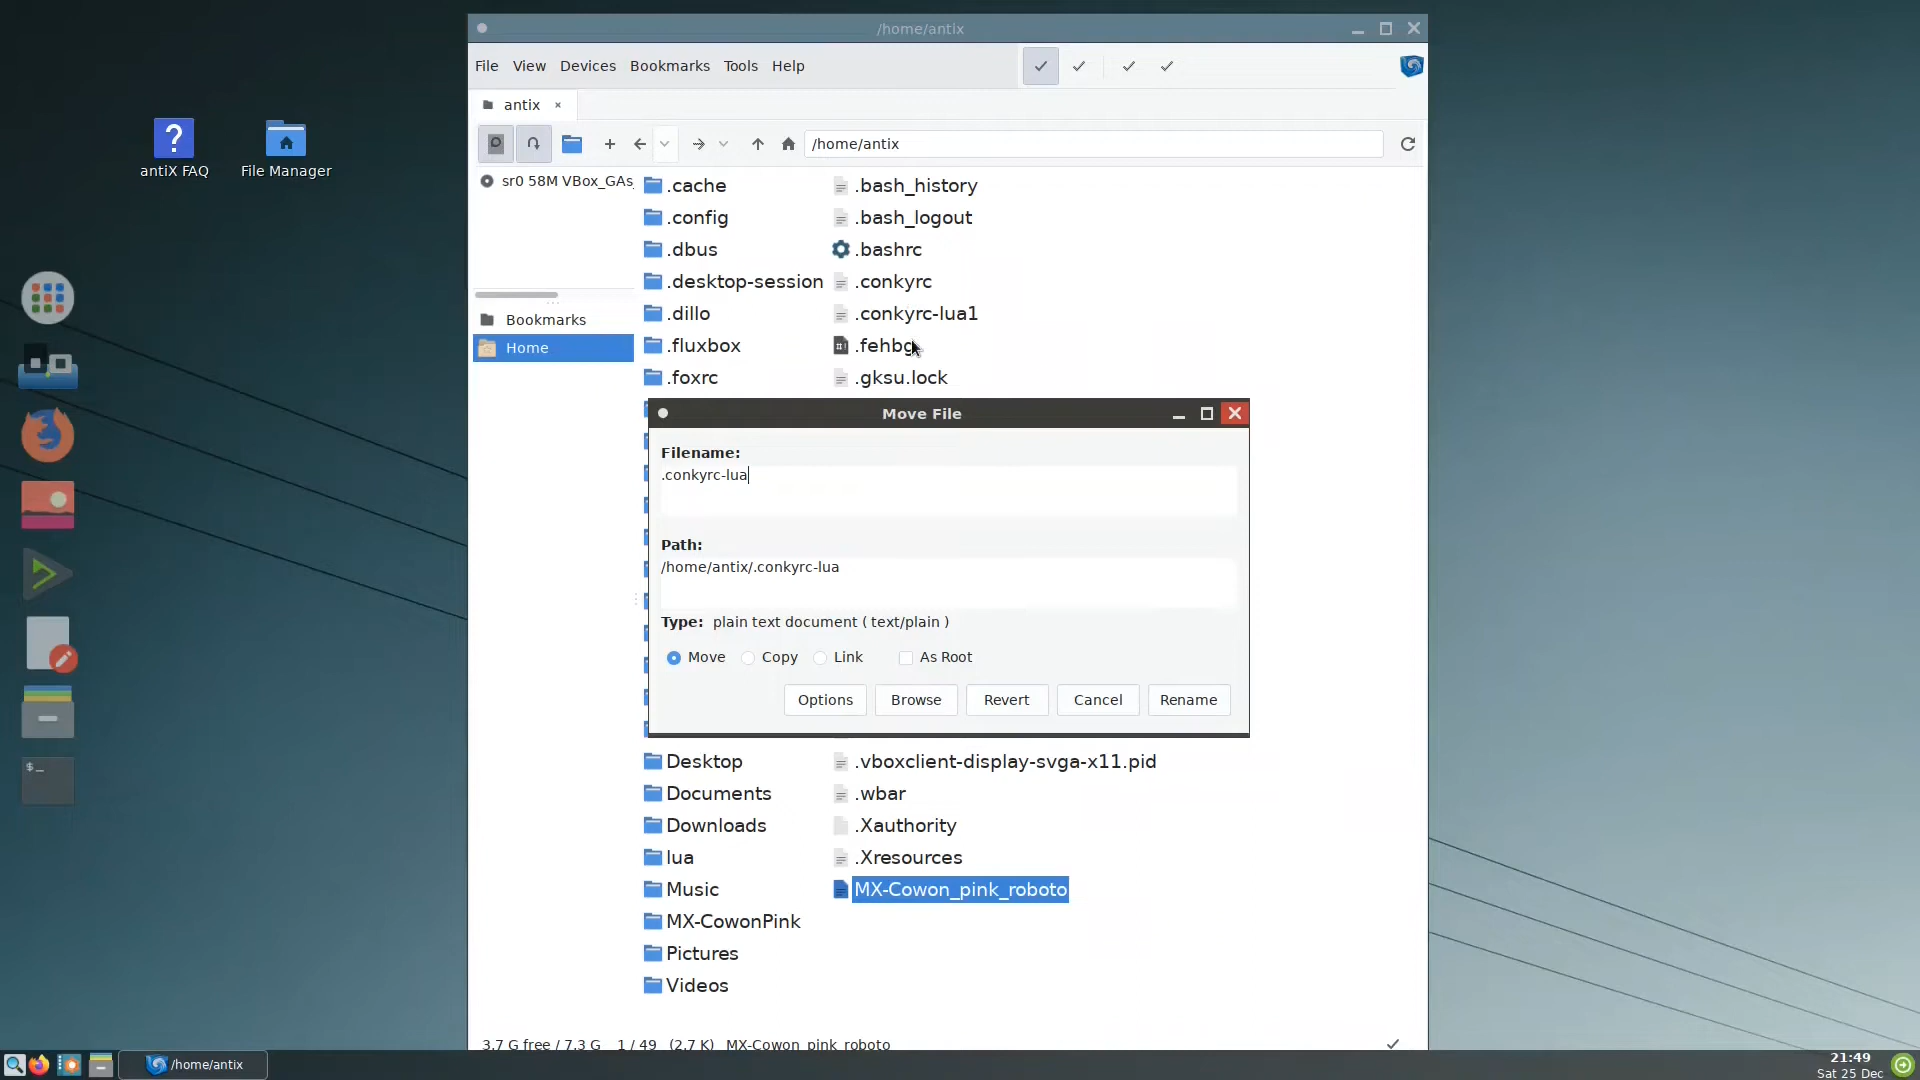 /home/antix
File View Devices Bookmarks Tools Help
antix
/home/antix
antiX FAQ
File Manager
sr0 58M VBox_GAs_
Bookmarks
Home
.cache
.config
.dbus
.desktop-session
.dillo
.fluxbox
.foxrc
.bash_history
.bash_logout
.bashrc
.conkyrc
.conkyrc-lua1
.fehbg
.gksu.lock
Move File
Filename:
.conkyrc-lua
Path:
/home/antix/.conkyrc-lua
Type: plain text document ( text/plain )
Move Copy Link As Root
Options Browse Revert Cancel Rename
Desktop
Documents
Downloads
lua
Music
MX-CowonPink
Pictures
Videos
.vboxclient-display-svga-x11.pid
.wbar
.Xauthority
.Xresources
MX-Cowon_pink_roboto
3.7 G free / 7.3 G 1 / 49 (2.7 K) MX-Cowon_pink_roboto
/home/antix
21:49
Sat 25 Dec